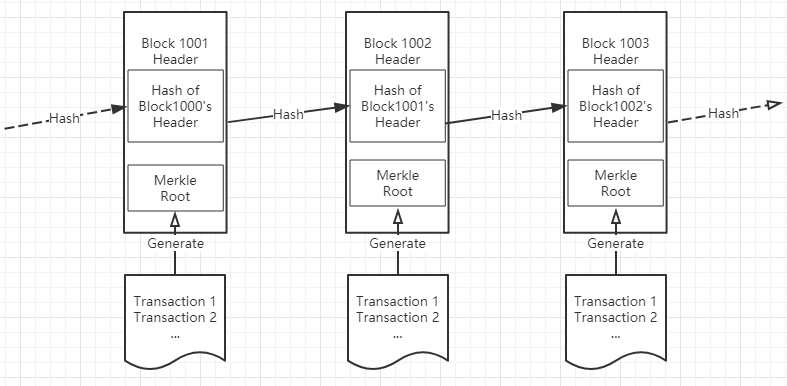 Block 1001
Header
Hash of
Block1000's
Header
Merkle
Root
Generate
Transaction 1
Transaction 2
...
Block 1002
Header
Hash of
Block1001's
Header
Merkle
Root
Generate
Transaction 1
Transaction 2
...
Block 1003
Header
Hash of
Block1002's
Header
Merkle
Root
Generate
Transaction 1
Transaction 2
...
Hash
Hash
Hash
Hash